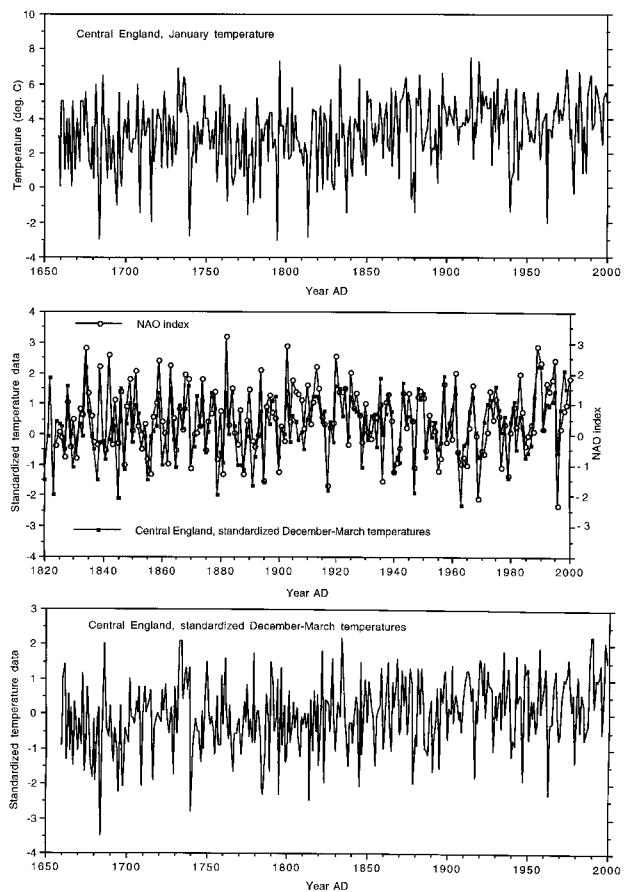 Central England, January temperature
Temperature (deg. C)
10
8
6
4
2
0
-2
-4
1650 1700 1750 1800 1850 1900 1950 2000
Year AD
NAO index
Standardized temperature data
4
3
2
1
0
-1
-2
-3
-4
NAO index
3
2
1
0
-1
-2
-3
Central England, standardized December-March temperatures
1820 1840 1860 1880 1900 1920 1940 1960 1980 2000
Year AD
Central England, standardized December-March temperatures
Standardized temperature data
3
2
1
0
-1
-2
-3
-4
1650 1700 1750 1800 1850 1900 1950 2000
Year AD